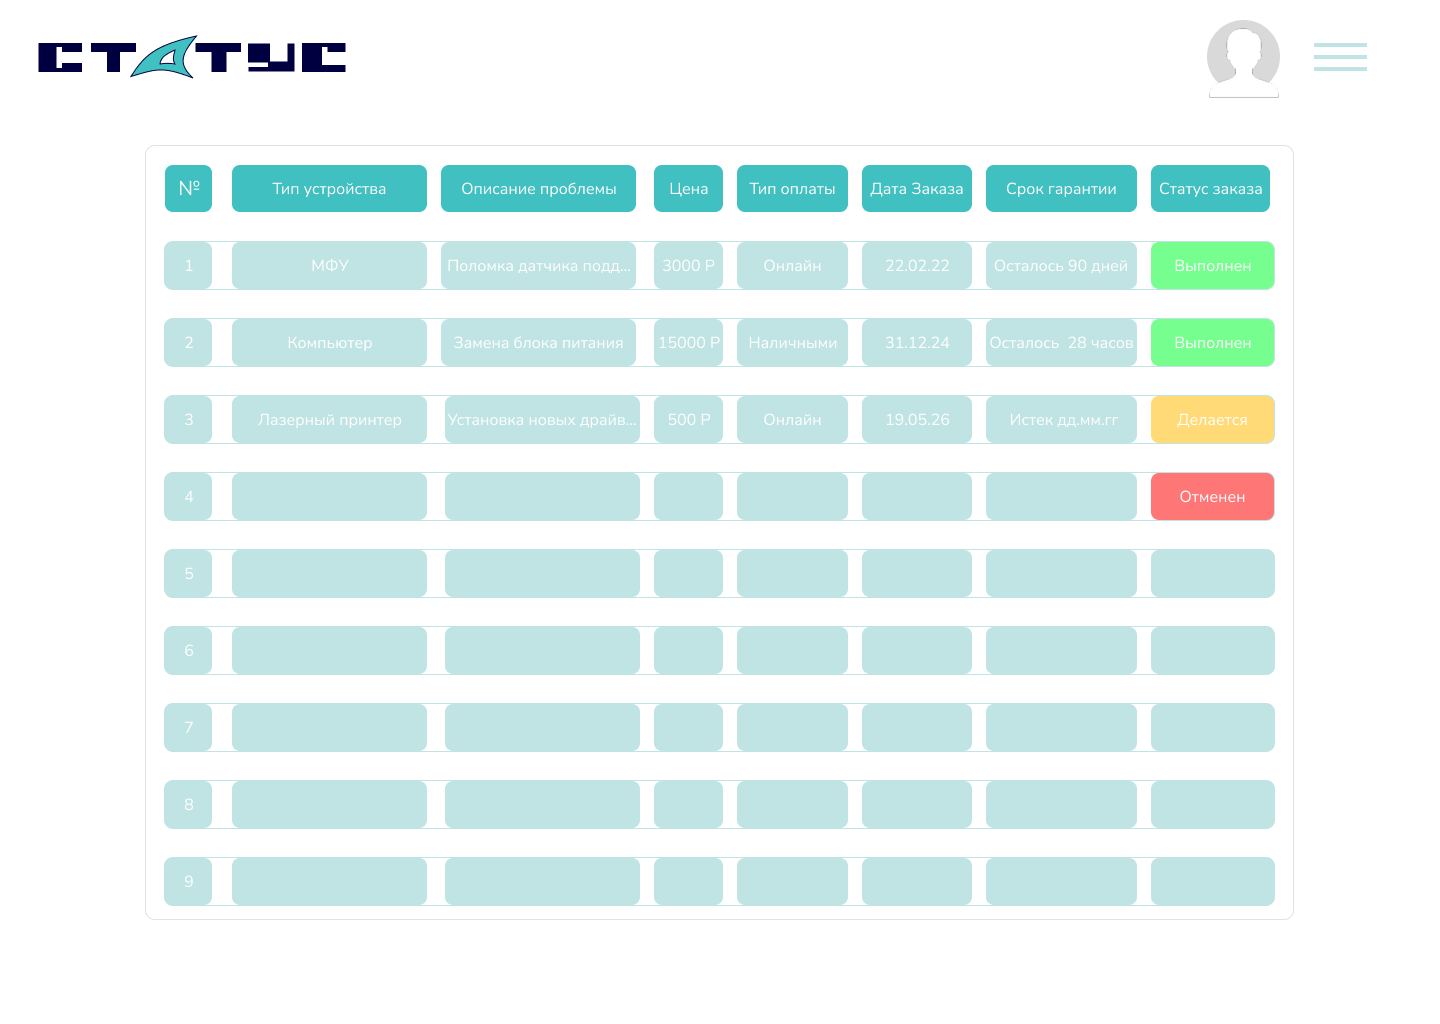 СТАТУС
№ Тип устройства Описание проблемы Цена Тип оплаты Дата Заказа Срок гарантии Статус заказа
1 МФУ Поломка датчика подд... 3000 Р Онлайн 22.02.22 Осталось 90 дней Выполнен
2 Компьютер Замена блока питания 15000 Р Наличными 31.12.24 Осталось  28 часов Выполнен
3 Лазерный принтер Установка новых драйв... 500 Р Онлайн 19.05.26 Истек дд.мм.гг Делается
4 Отменен
5
6
7
8
9